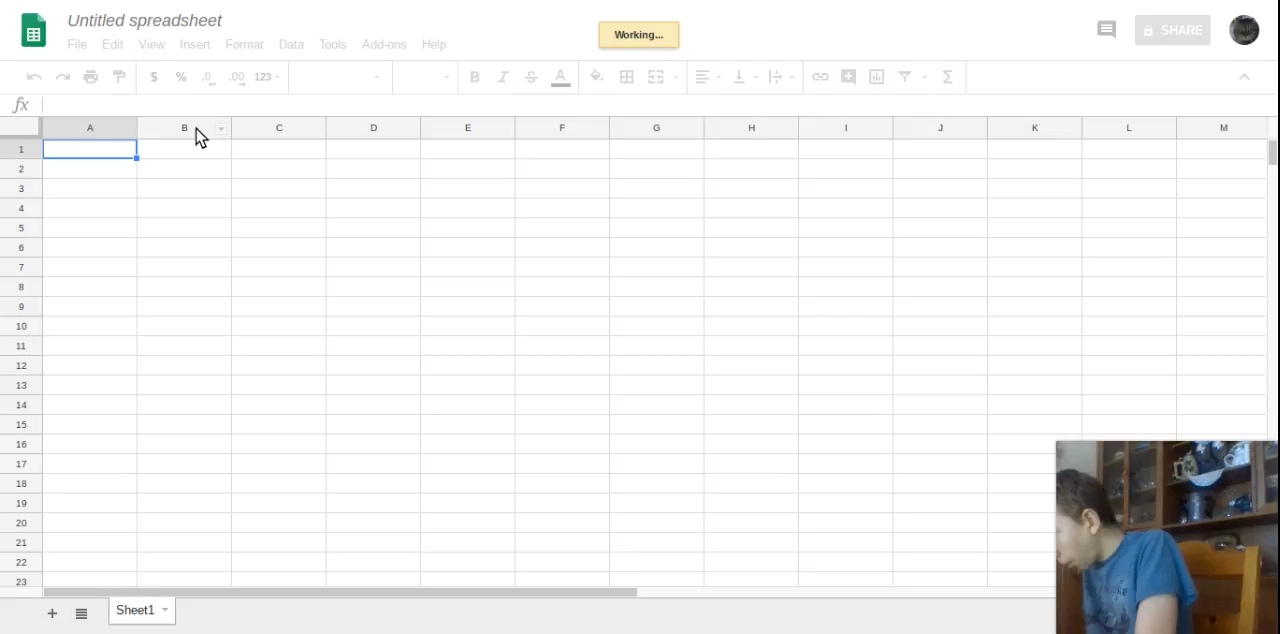 Untitled spreadsheet
Working...
SHARE
File Edit View Insert Format Data Tools Add-ons Help
$ % .0 .00 123 B I S A Σ
fx
A B C D E F G H I J K L M
1
2
3
4
5
6
7
8
9
10
11
12
13
14
15
16
17
18
19
20
21
22
23
+ Sheet1